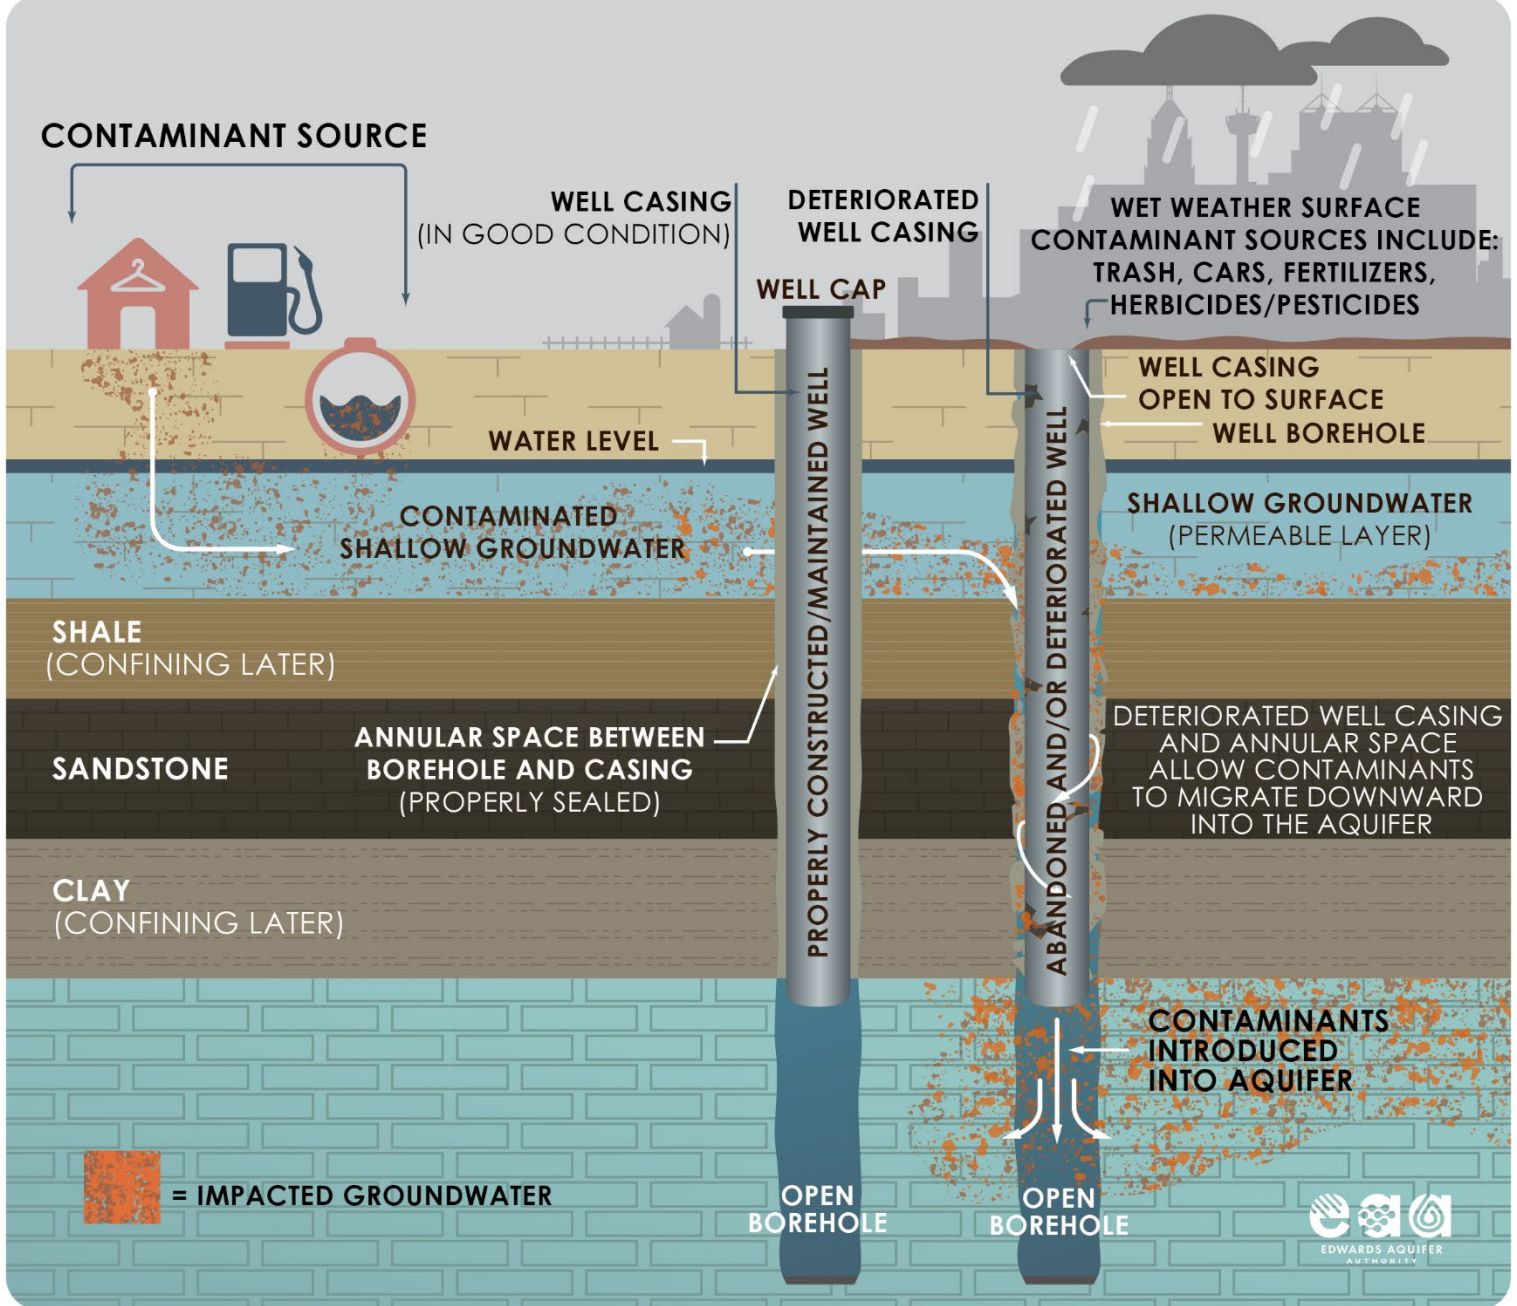 CONTAMINANT SOURCE
WELL CASING
(IN GOOD CONDITION)
DETERIORATED
WELL CASING
WELL CAP
WET WEATHER SURFACE
CONTAMINANT SOURCES INCLUDE:
TRASH, CARS, FERTILIZERS,
HERBICIDES/PESTICIDES
WELL CASING
OPEN TO SURFACE
WELL BOREHOLE
WATER LEVEL
CONTAMINATED
SHALLOW GROUNDWATER
SHALLOW GROUNDWATER
(PERMEABLE LAYER)
PROPERLY CONSTRUCTED/MAINTAINED WELL
ABANDONED AND/OR DETERIORATED WELL
SHALE
(CONFINING LATER)
ANNULAR SPACE BETWEEN
BOREHOLE AND CASING
(PROPERLY SEALED)
SANDSTONE
DETERIORATED WELL CASING
AND ANNULAR SPACE
ALLOW CONTAMINANTS
TO MIGRATE DOWNWARD
INTO THE AQUIFER
CLAY
(CONFINING LATER)
CONTAMINANTS
INTRODUCED
INTO AQUIFER
= IMPACTED GROUNDWATER
OPEN
BOREHOLE
OPEN
BOREHOLE
eaa
EDWARDS AQUIFER
AUTHORITY